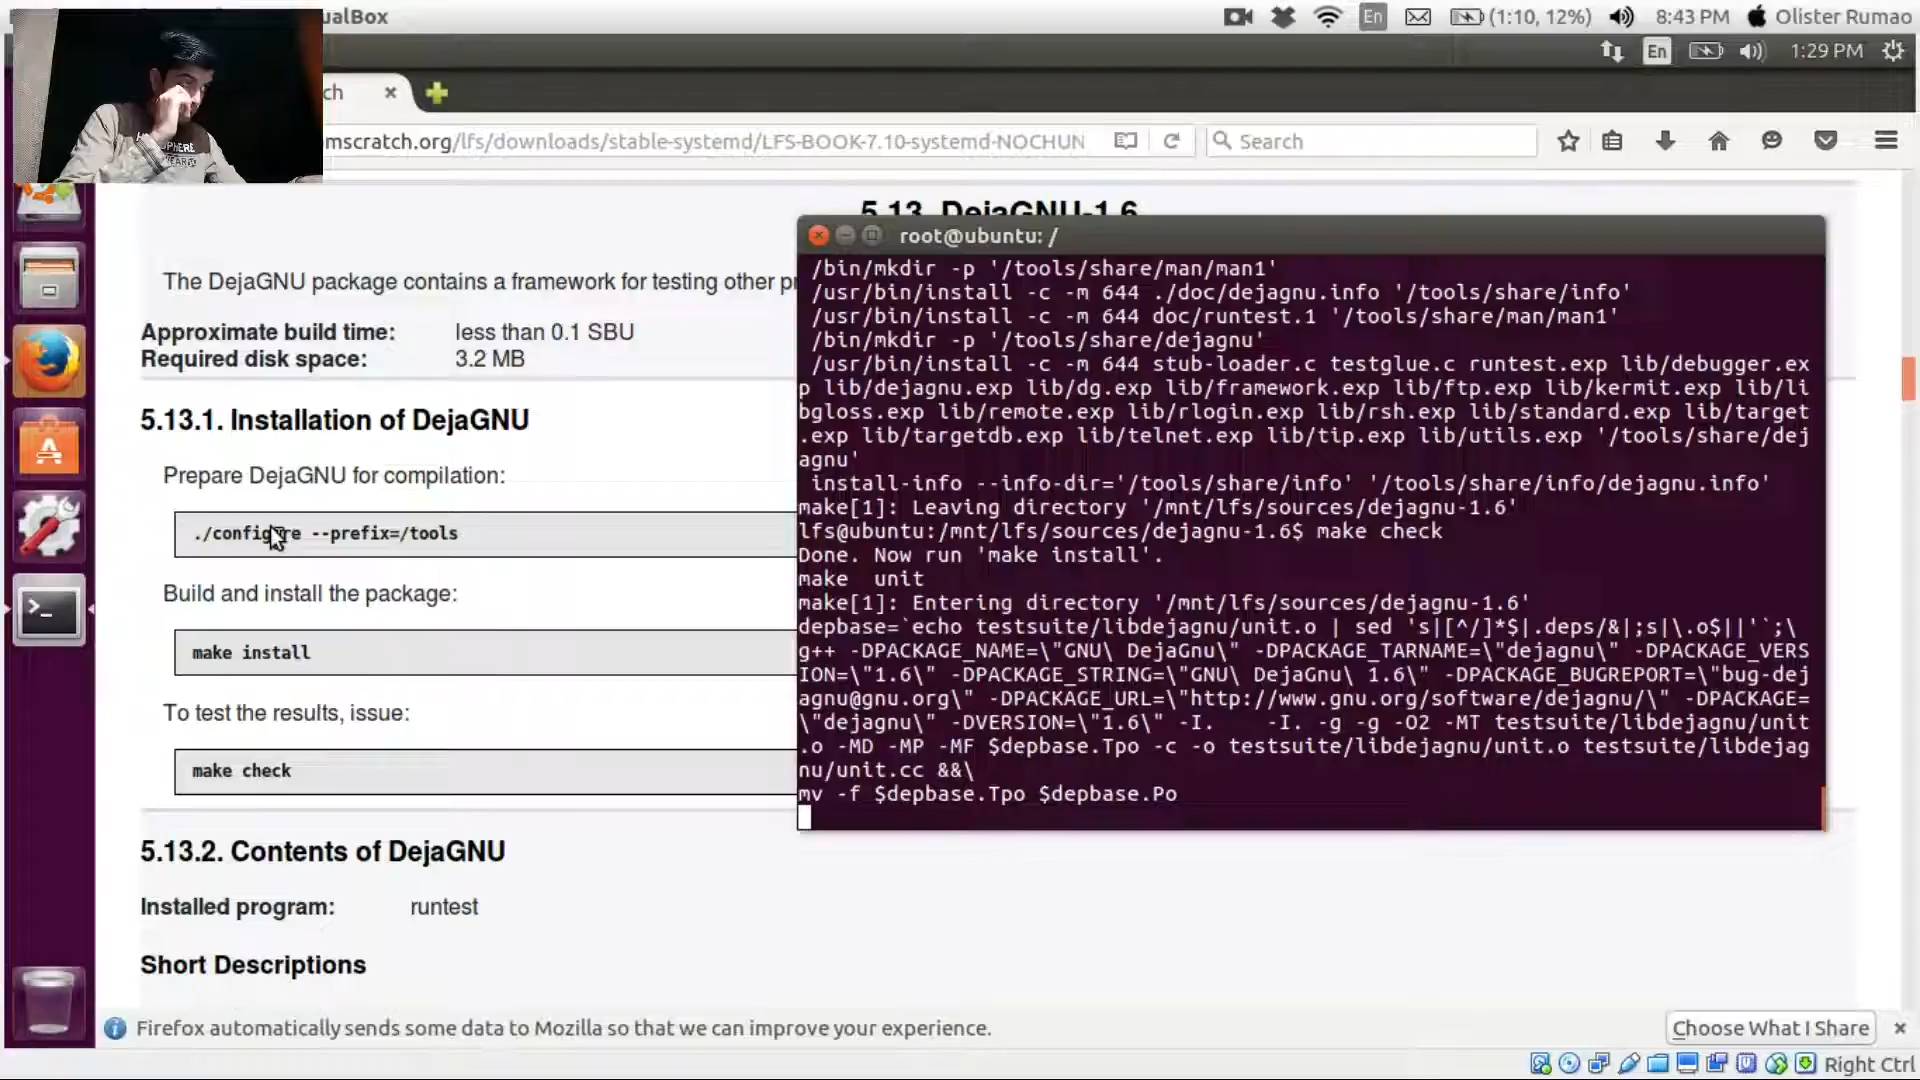 ualBox
En
(1:10, 12%)
8:43 PM
Olister Rumao
En
1:29 PM
ch
mscratch.org/lfs/downloads/stable-systemd/LFS-BOOK-7.10-systemd-NOCHUN
Search
5.13. DejaGNU-1.6
The DejaGNU package contains a framework for testing other pr
Approximate build time: less than 0.1 SBU
Required disk space: 3.2 MB
5.13.1. Installation of DejaGNU
Prepare DejaGNU for compilation:
./configure --prefix=/tools
Build and install the package:
make install
To test the results, issue:
make check
5.13.2. Contents of DejaGNU
Installed program: runtest
Short Descriptions
root@ubuntu: /
/bin/mkdir -p '/tools/share/man/man1'
/usr/bin/install -c -m 644 ./doc/dejagnu.info '/tools/share/info'
/usr/bin/install -c -m 644 doc/runtest.1 '/tools/share/man/man1'
/bin/mkdir -p '/tools/share/dejagnu'
/usr/bin/install -c -m 644 stub-loader.c testglue.c runtest.exp lib/debugger.ex
p lib/dejagnu.exp lib/dg.exp lib/framework.exp lib/ftp.exp lib/kermit.exp lib/li
bgloss.exp lib/remote.exp lib/rlogin.exp lib/rsh.exp lib/standard.exp lib/target
.exp lib/targetdb.exp lib/telnet.exp lib/tip.exp lib/utils.exp '/tools/share/dej
agnu'
install-info --info-dir='/tools/share/info' '/tools/share/info/dejagnu.info'
make[1]: Leaving directory '/mnt/lfs/sources/dejagnu-1.6'
lfs@ubuntu:/mnt/lfs/sources/dejagnu-1.6$ make check
Done. Now run 'make install'.
make  unit
make[1]: Entering directory '/mnt/lfs/sources/dejagnu-1.6'
depbase=`echo testsuite/libdejagnu/unit.o | sed 's|[^/]*$|.deps/&|;s|\.o$||'`;\
g++ -DPACKAGE_NAME=\"GNU\ DejaGnu\" -DPACKAGE_TARNAME=\"dejagnu\" -DPACKAGE_VERS
ION=\"1.6\" -DPACKAGE_STRING=\"GNU\ DejaGnu\ 1.6\" -DPACKAGE_BUGREPORT=\"bug-dej
agnu@gnu.org\" -DPACKAGE_URL=\"http://www.gnu.org/software/dejagnu/\" -DPACKAGE=
\"dejagnu\" -DVERSION=\"1.6\" -I.    -I. -g -g -O2 -MT testsuite/libdejagnu/unit
.o -MD -MP -MF $depbase.Tpo -c -o testsuite/libdejagnu/unit.o testsuite/libdejag
nu/unit.cc &&\
mv -f $depbase.Tpo $depbase.Po
Firefox automatically sends some data to Mozilla so that we can improve your experience.
Choose What I Share
Right Ctrl